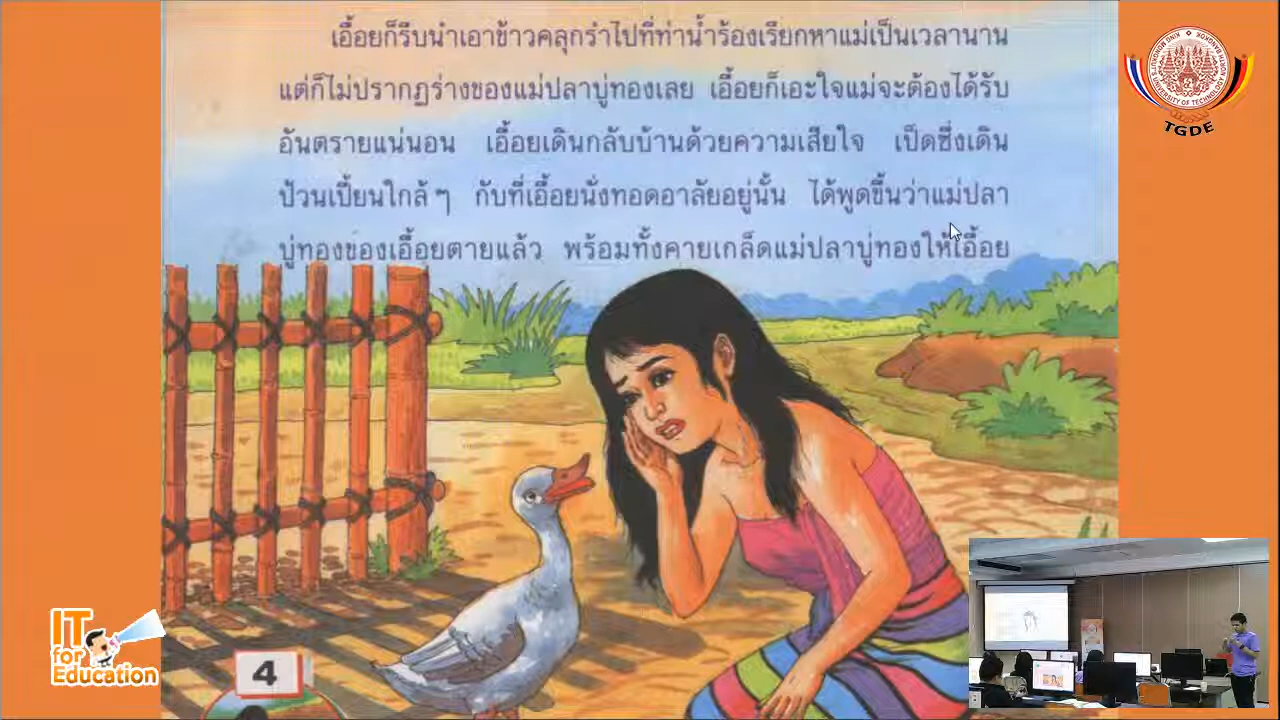 เอื้อยก็รีบนำเอาข้าวคลุกรำไปที่ท่าน้ำร้องเรียกหาแม่เป็นเวลานาน
แต่ก็ไม่ปรากฏร่างของแม่ปลาบู่ทองเลย เอื้อยก็เอะใจแม่จะต้องได้รับ
อันตรายแน่นอน เอื้อยเดินกลับบ้านด้วยความเสียใจ เป็ดซึ่งเดิน
ป้วนเปี้ยนใกล้ ๆ กับที่เอื้อยนั่งทอดอาลัยอยู่นั้น ได้พูดขึ้นว่าแม่ปลา
บู่ทองของเอื้อยตายแล้ว พร้อมทั้งคายเกล็ดแม่ปลาบู่ทองให้เอื้อย
4
IT
for
Education
TGDE